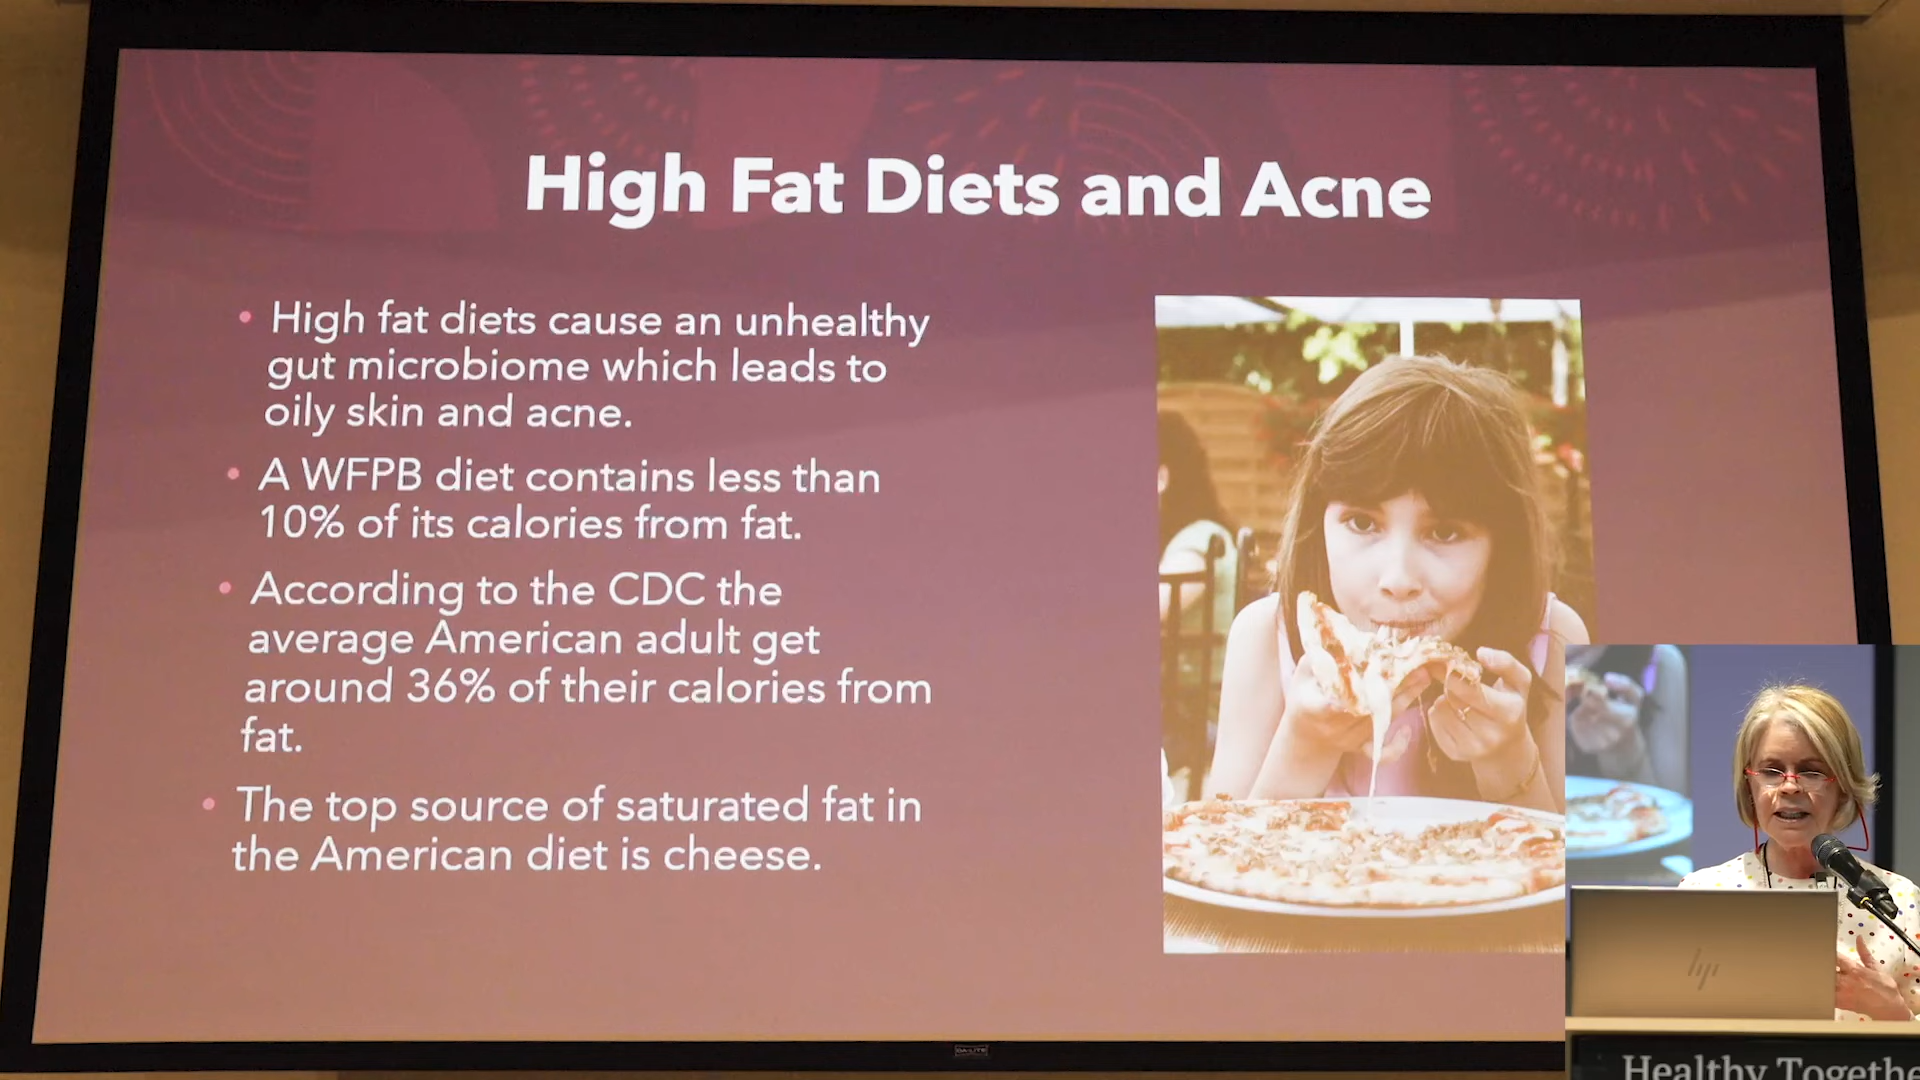 High Fat Diets and Acne
• High fat diets cause an unhealthy
gut microbiome which leads to
oily skin and acne.
• A WFPB diet contains less than
10% of its calories from fat.
• According to the CDC the
average American adult get
around 36% of their calories from
fat.
• The top source of saturated fat in
the American diet is cheese.
hp
DA-LITE
Healthy Togethe